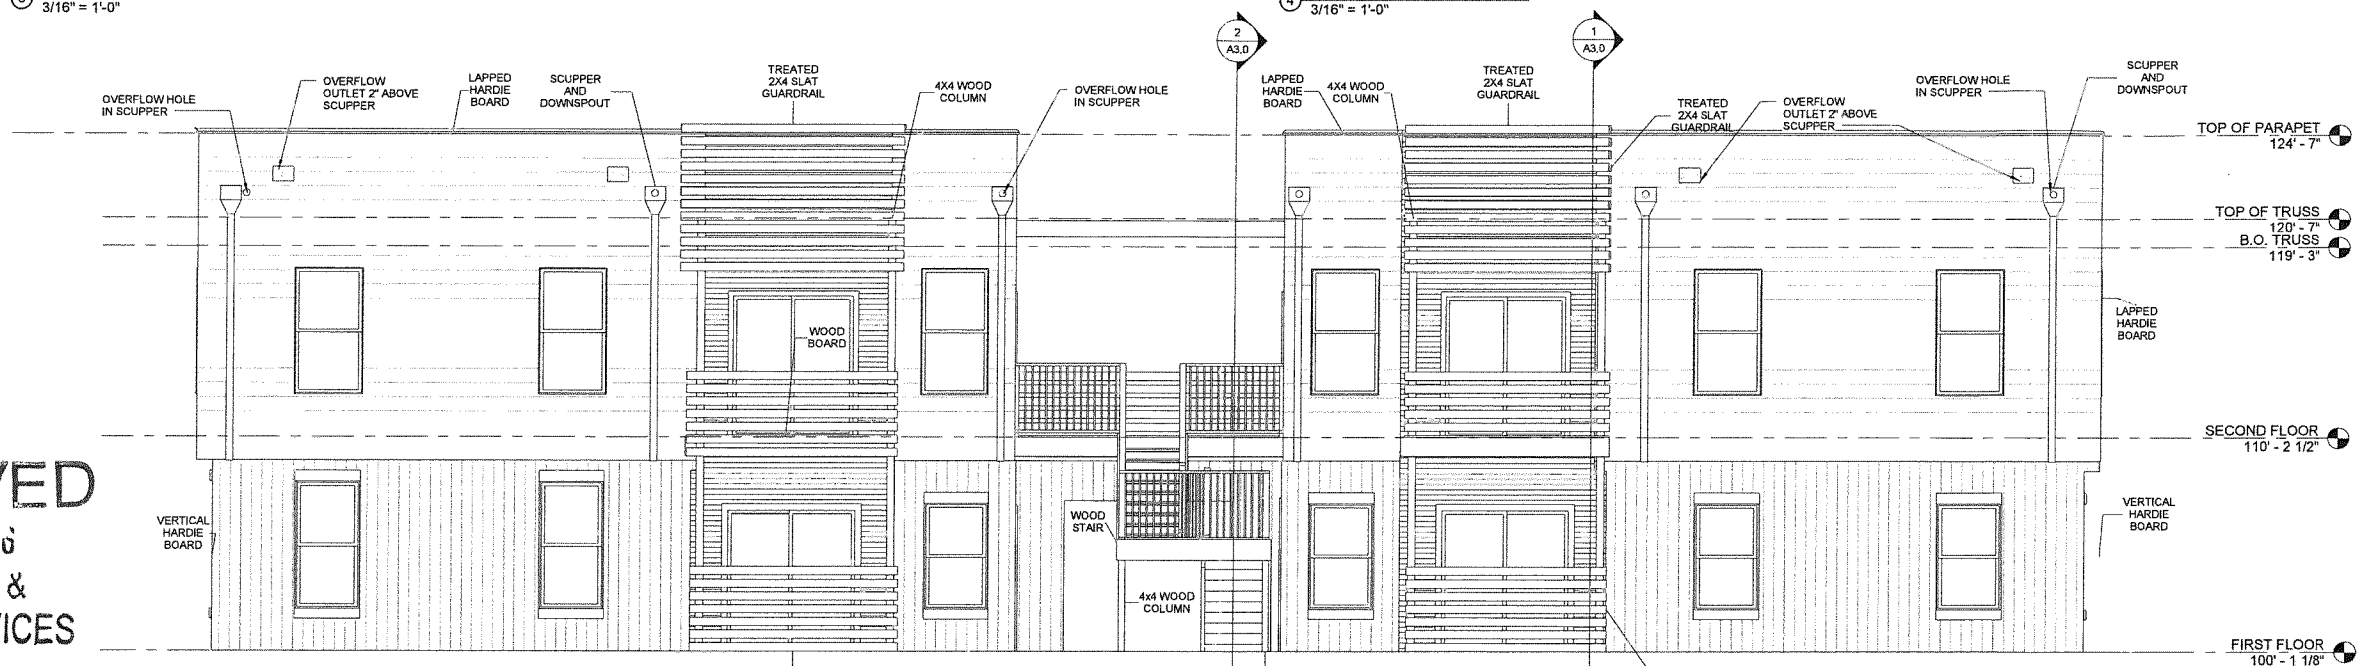 3/16" = 1'-0"
4
3/16" = 1'-0"
2
A3.0
1
A3.0
OVERFLOW HOLE
IN SCUPPER
OVERFLOW
OUTLET 2" ABOVE
SCUPPER
LAPPED
HARDIE
BOARD
SCUPPER
AND
DOWNSPOUT
TREATED
2X4 SLAT
GUARDRAIL
4X4 WOOD
COLUMN
OVERFLOW HOLE
IN SCUPPER
LAPPED
HARDIE
BOARD
4X4 WOOD
COLUMN
TREATED
2X4 SLAT
GUARDRAIL
TREATED
2X4 SLAT
GUARDRAIL
OVERFLOW
OUTLET 2" ABOVE
SCUPPER
OVERFLOW HOLE
IN SCUPPER
SCUPPER
AND
DOWNSPOUT
TOP OF PARAPET
124' - 7"
TOP OF TRUSS
120' - 7"
B.O. TRUSS
119' - 3"
WOOD
BOARD
LAPPED
HARDIE
BOARD
SECOND FLOOR
110' - 2 1/2"
VERTICAL
HARDIE
BOARD
WOOD
STAIR
4x4 WOOD
COLUMN
VERTICAL
HARDIE
BOARD
FIRST FLOOR
100' - 1 1/8"
VED
&
VICES